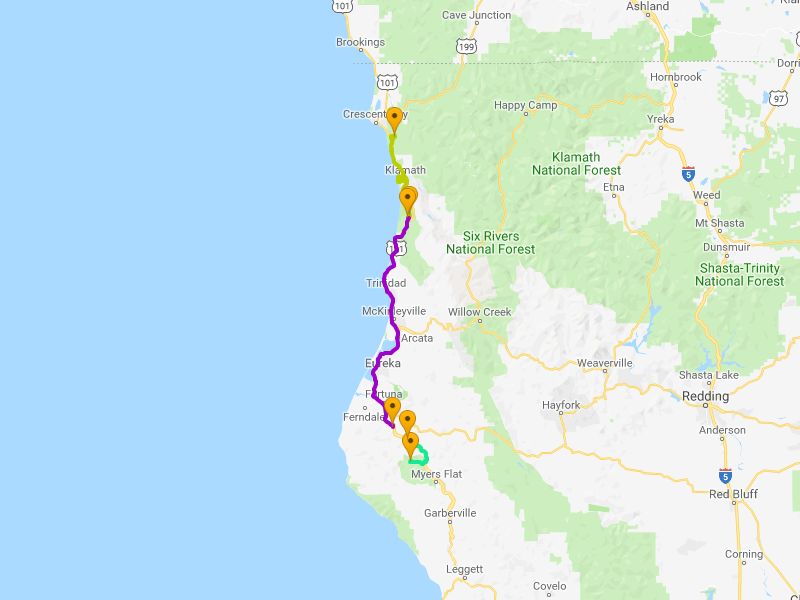 101
Ashland
Cave Junction
Brookings
199
101
Dorri
Hornbrook
97
Happy Camp
Crescent City
Yreka
Klamath
National Forest
Klamath
5
Etna
Weed
Mt Shasta
Six Rivers
National Forest
Dunsmuir
Shasta-Trinity
National Forest
Trinidad
McKinleyville
Willow Creek
Arcata
Eureka
Weaverville
Shasta Lake
Fortuna
Redding
Ferndale
Hayfork
Anderson
Myers Flat
5
Red Bluff
Garberville
Corning
Leggett
Covelo